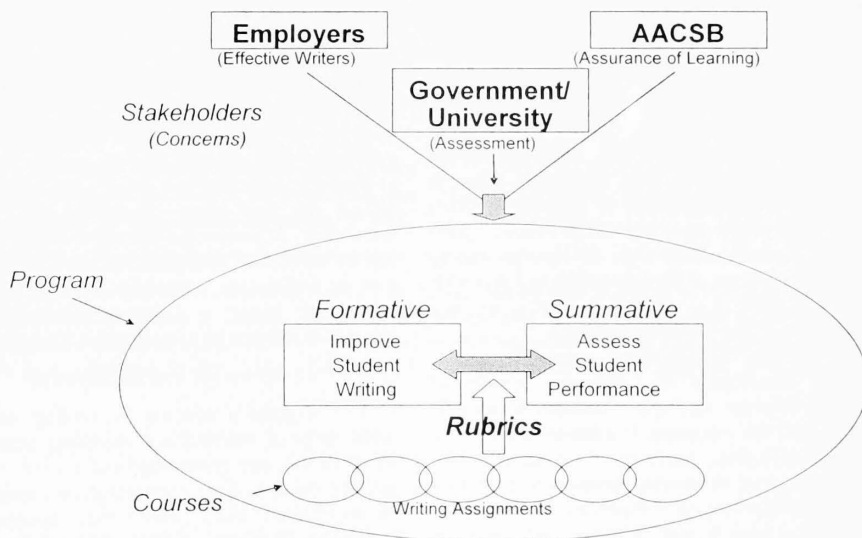 Employers
(Effective Writers)
AACSB
(Assurance of Learning)
Government/
University
(Assessment)
Stakeholders
(Concerns)
Program
Formative
Improve
Student
Writing
Summative
Assess
Student
Performance
Rubrics
Courses
Writing Assignments